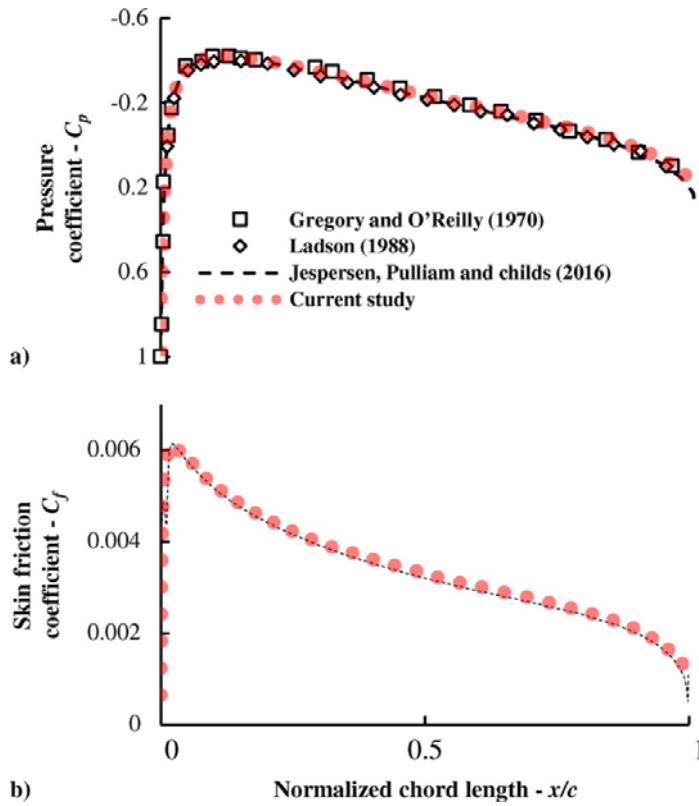 -0.6
-0.2
0.2
0.6
1
Pressure
coefficient - Cp
Gregory and O'Reilly (1970)
Ladson (1988)
Jespersen, Pulliam and childs (2016)
Current study
a)
0.006
0.004
0.002
0
Skin friction
coefficient - Cf
0
0.5
1
Normalized chord length - x/c
b)